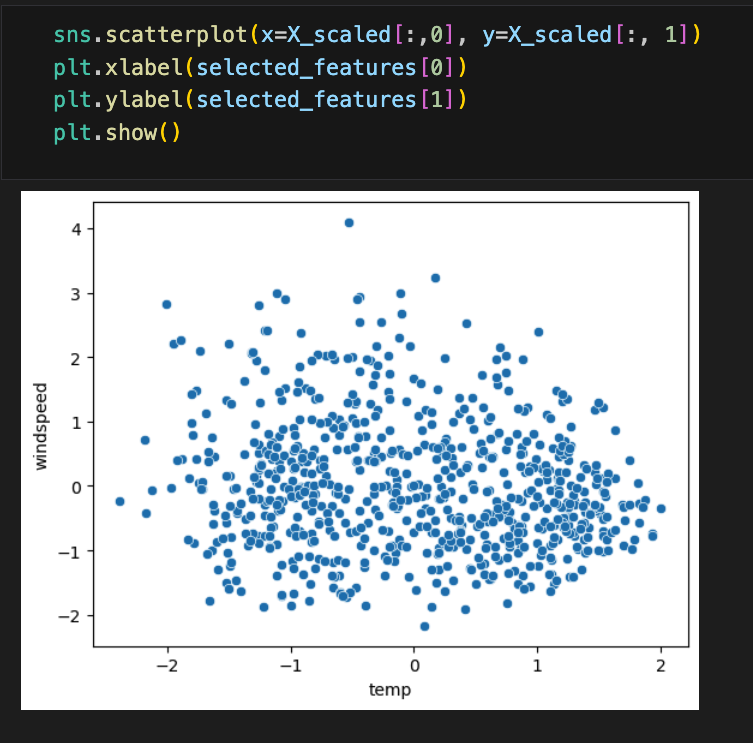 sns.scatterplot(x=X_scaled[:,0], y=X_scaled[:, 1])
plt.xlabel(selected_features[0])
plt.ylabel(selected_features[1])
plt.show()
4
3
2
1
0
−1
−2
windspeed
−2 −1 0 1 2
temp